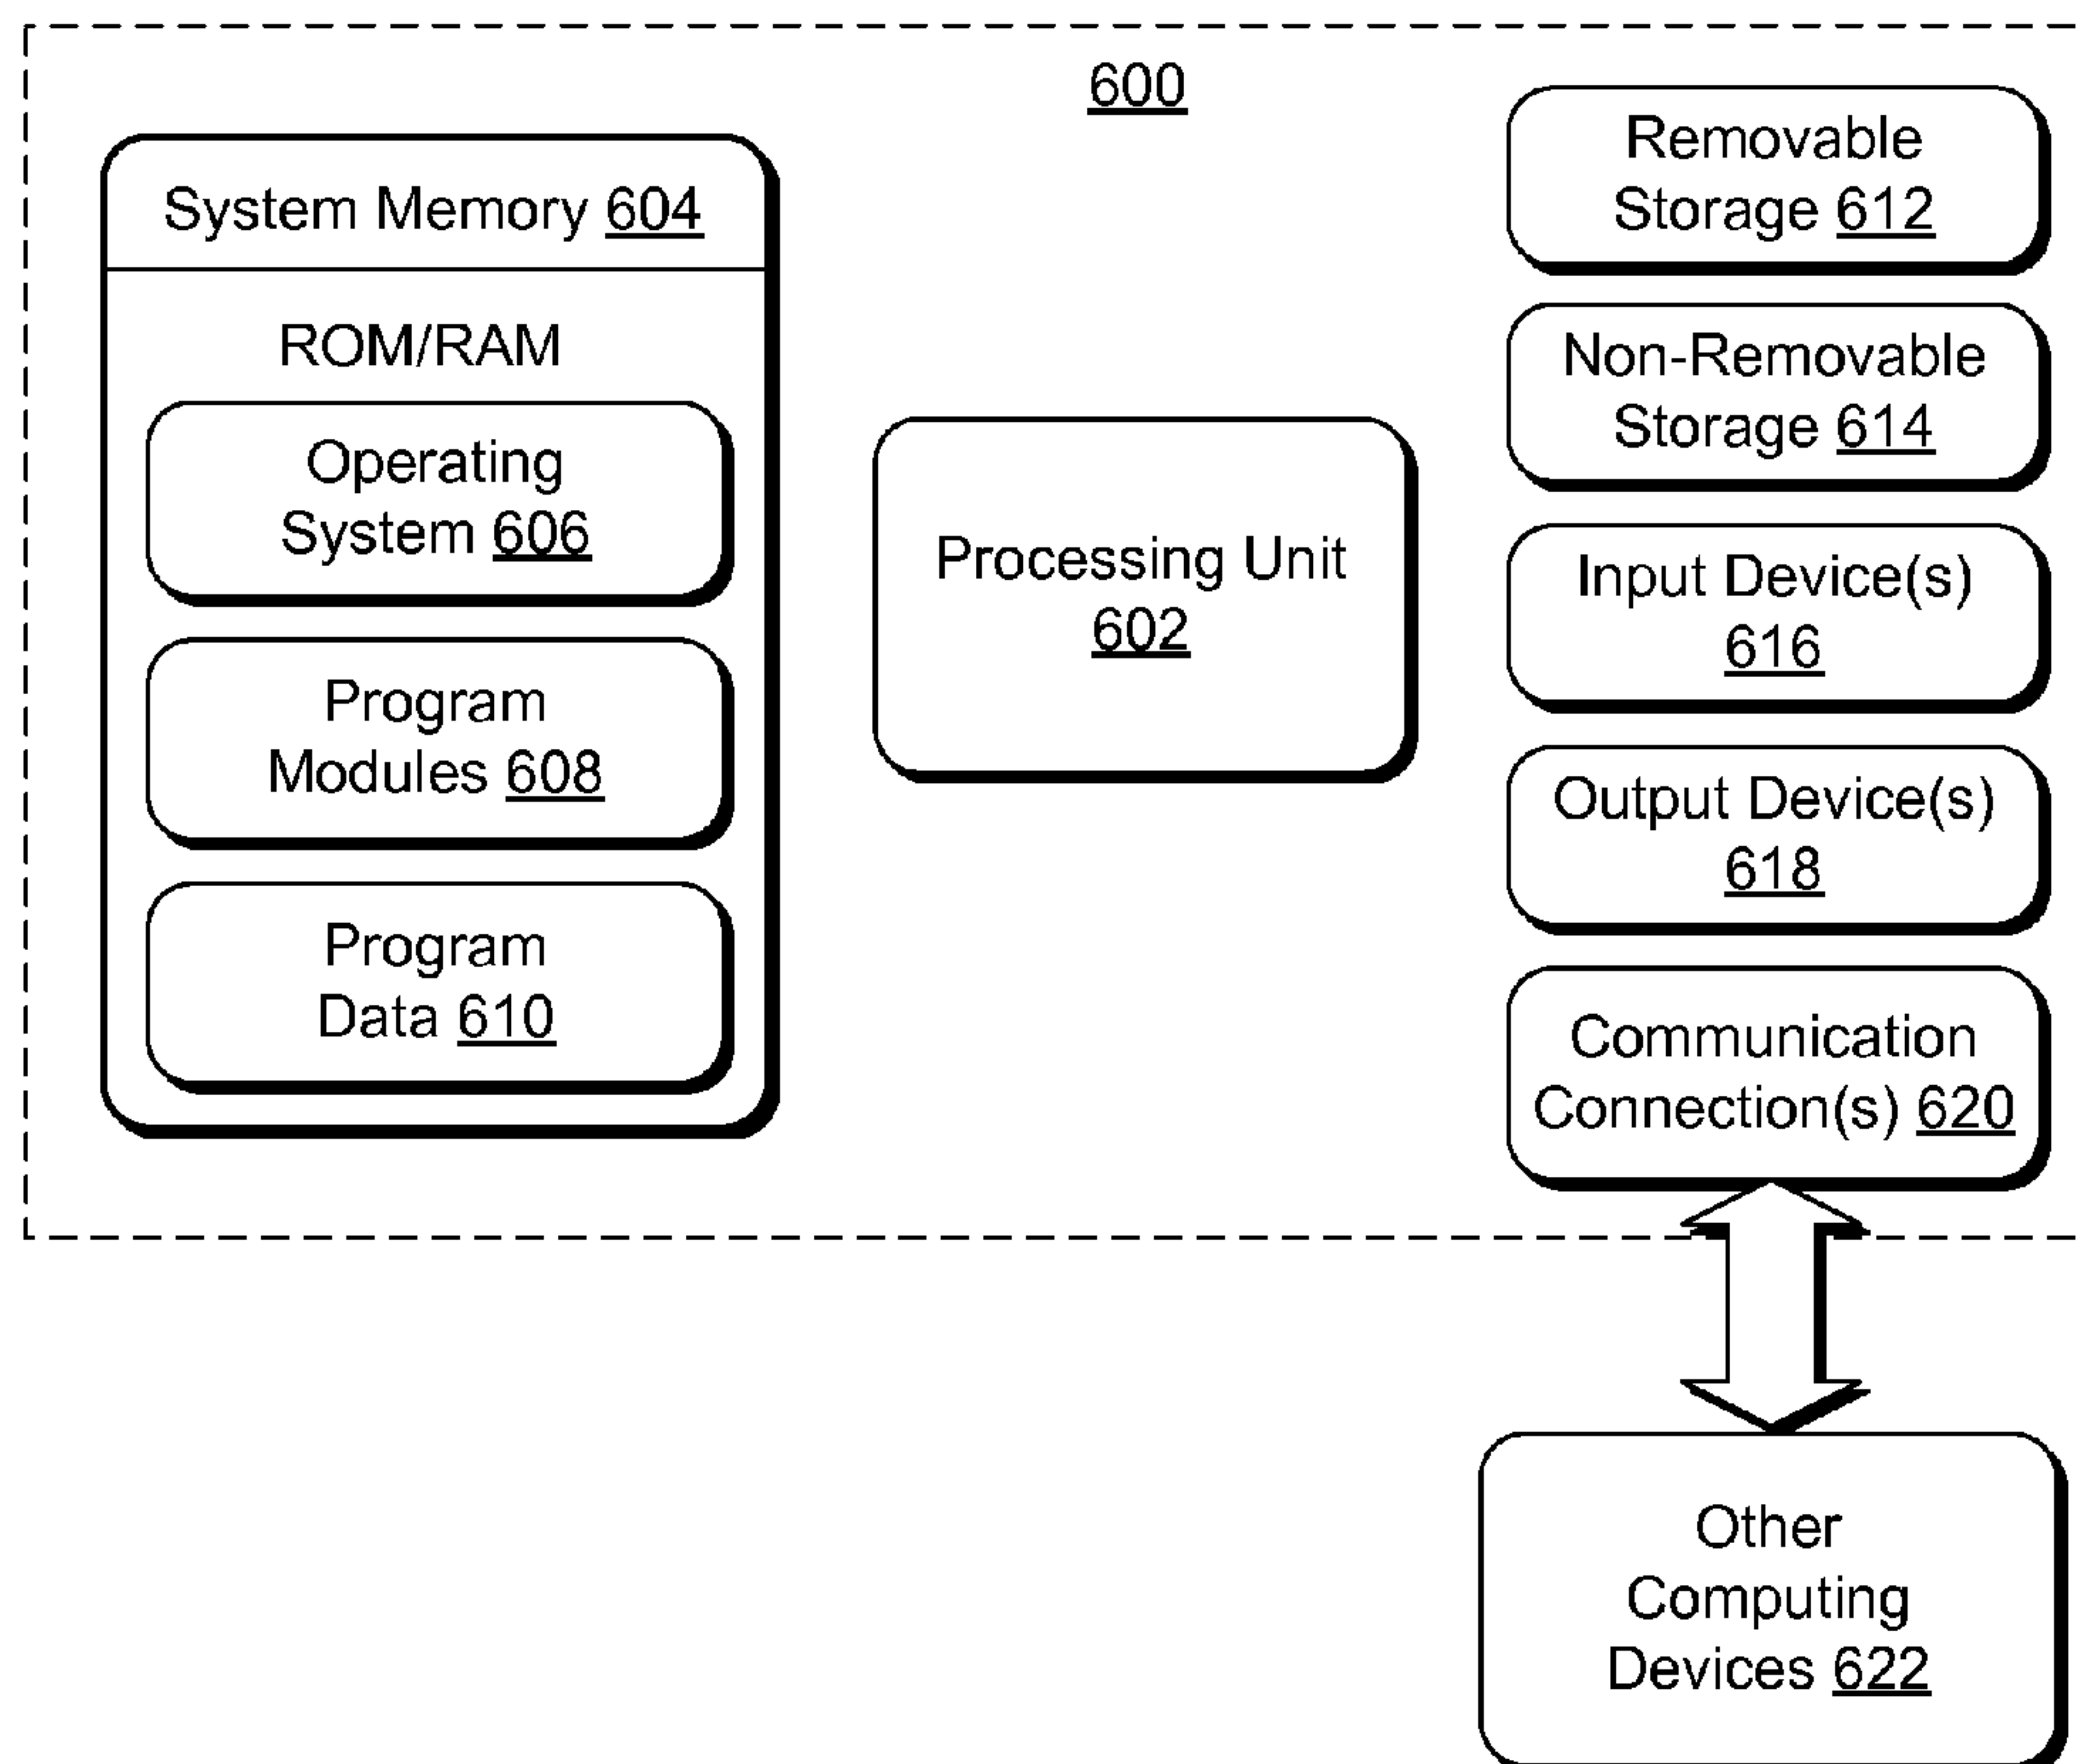 600
System Memory 604
ROM/RAM
Operating
System 606
Program
Modules 608
Program
Data 610
Processing Unit
602
Removable
Storage 612
Non-Removable
Storage 614
Input Device(s)
616
Output Device(s)
618
Communication
Connection(s) 620
Other
Computing
Devices 622